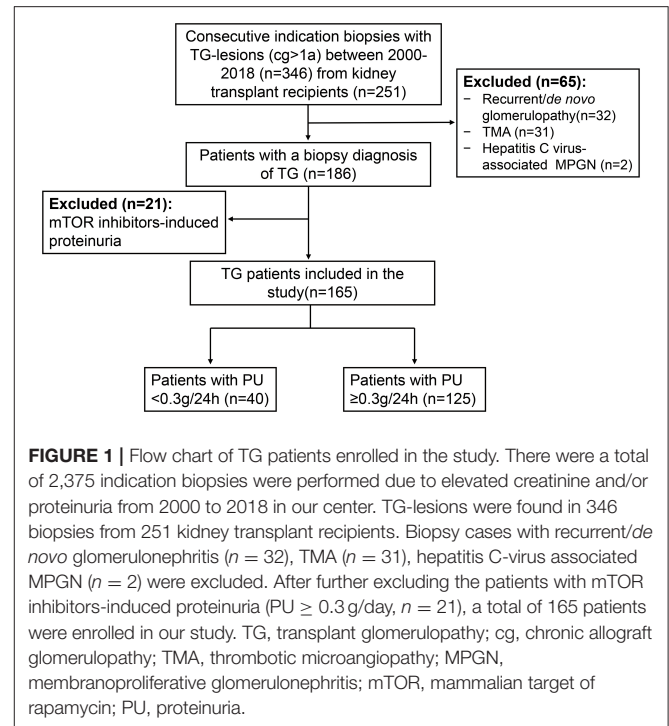 Consecutive indication biopsies with
TG-lesions (cg>1a) between 2000-
2018 (n=346) from kidney
transplant recipients (n=251)
Excluded (n=65):
− Recurrent/de novo
glomerulopathy(n=32)
− TMA (n=31)
− Hepatitis C virus-
associated MPGN (n=2)
Patients with a biopsy diagnosis
of TG (n=186)
Excluded (n=21):
mTOR inhibitors-induced
proteinuria
TG patients included in the
study(n=165)
Patients with PU
<0.3g/24h (n=40)
Patients with PU
≥0.3g/24h (n=125)
FIGURE 1 | Flow chart of TG patients enrolled in the study. There were a total
of 2,375 indication biopsies were performed due to elevated creatinine and/or
proteinuria from 2000 to 2018 in our center. TG-lesions were found in 346
biopsies from 251 kidney transplant recipients. Biopsy cases with recurrent/de
novo glomerulonephritis (n = 32), TMA (n = 31), hepatitis C-virus associated
MPGN (n = 2) were excluded. After further excluding the patients with mTOR
inhibitors-induced proteinuria (PU ≥ 0.3 g/day, n = 21), a total of 165 patients
were enrolled in our study. TG, transplant glomerulopathy; cg, chronic allograft
glomerulopathy; TMA, thrombotic microangiopathy; MPGN,
membranoproliferative glomerulonephritis; mTOR, mammalian target of
rapamycin; PU, proteinuria.